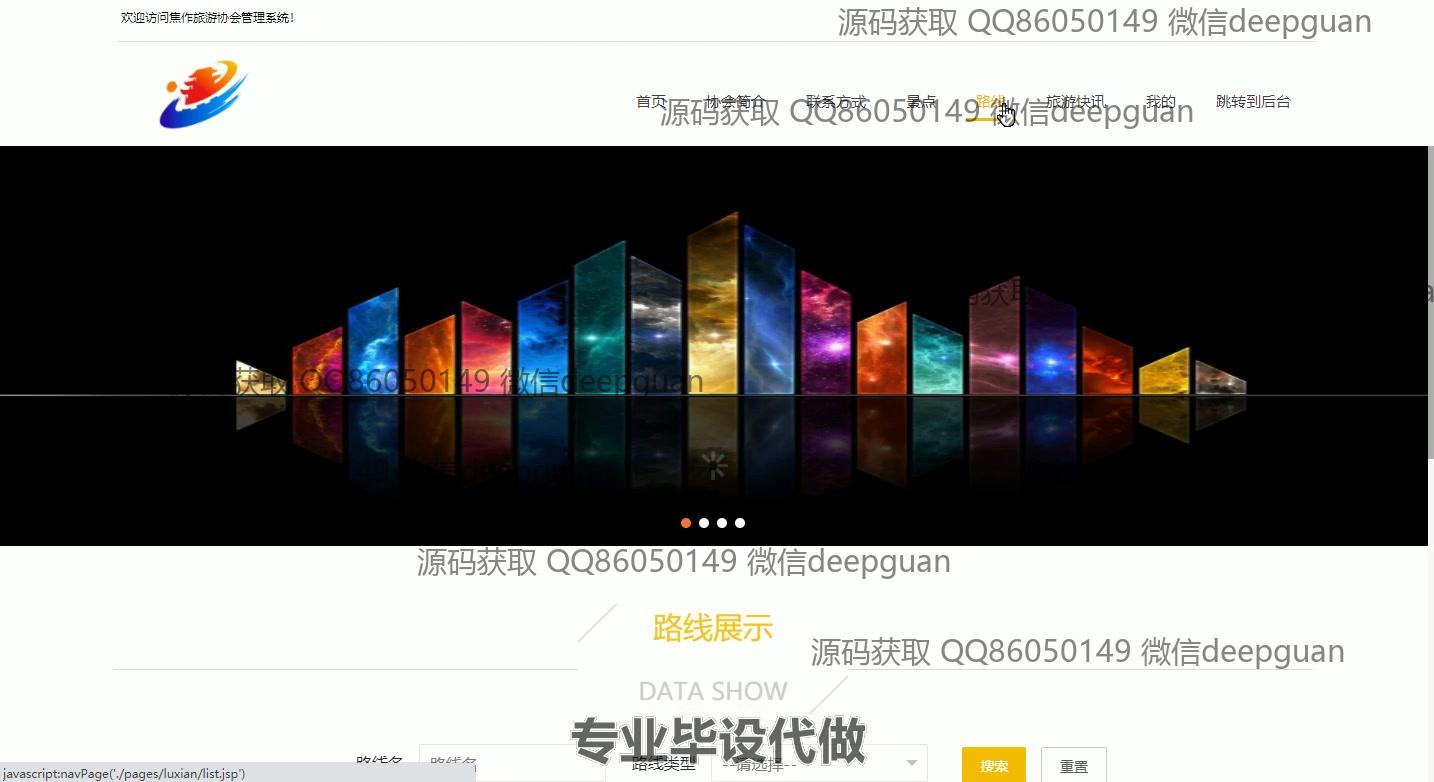 欢迎访问焦作旅游协会管理系统！
源码获取 QQ86050149 微信deepguan
首页 协会简介 联系方式 景点 路线 旅游快讯 我的 跳转到后台
源码获取 QQ86050149 微信deepguan
码获取
获取 QQ86050149 微信deepguan
源码获取 QQ86050149 微信deepguan
路线展示
源码获取 QQ86050149 微信deepguan
DATA SHOW
专业毕设代做
路线名 路线名 路线类型 --请选择-- 搜索 重置
javascript:navPage('./pages/luxian/list.jsp')